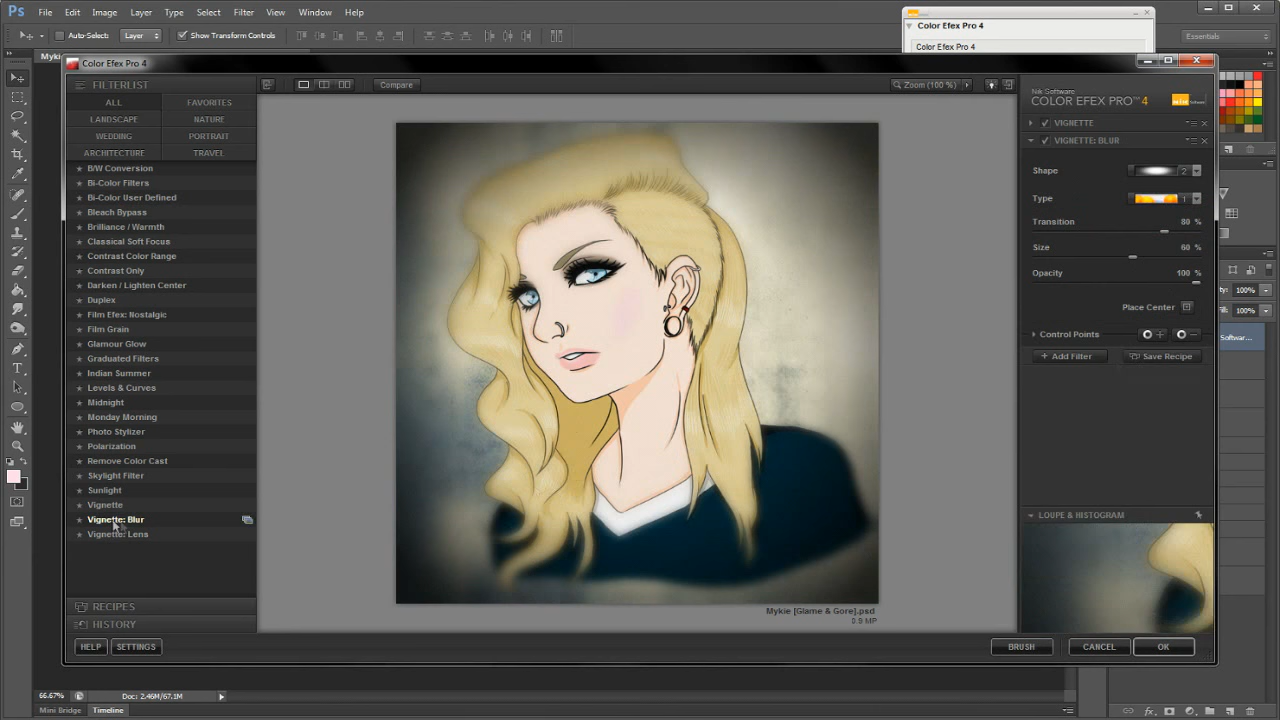 Ps File Edit Image Layer Type Select Filter View Window Help
Auto-Select: Layer Show Transform Controls
Essentials
Color Efex Pro 4
Color Efex Pro 4
Color Efex Pro 4
FILTERLIST
ALL FAVORITES
LANDSCAPE NATURE
WEDDING PORTRAIT
ARCHITECTURE TRAVEL
B/W Conversion
Bi-Color Filters
Bi-Color User Defined
Bleach Bypass
Brilliance / Warmth
Classical Soft Focus
Contrast Color Range
Contrast Only
Darken / Lighten Center
Duplex
Film Efex: Nostalgic
Film Grain
Glamour Glow
Graduated Filters
Indian Summer
Levels & Curves
Midnight
Monday Morning
Photo Stylizer
Polarization
Remove Color Cast
Skylight Filter
Sunlight
Vignette
Vignette: Blur
Vignette: Lens
RECIPES
HISTORY
HELP SETTINGS
Compare
Zoom (100 %)
Mykie [Glame & Gore].psd
0.9 MP
Nik Software
COLOR EFEX PRO™ 4
VIGNETTE
VIGNETTE: BLUR
Shape 2
Type 1
Transition 80 %
Size 60 %
Opacity 100 %
Place Center
Control Points
Add Filter Save Recipe
LOUPE & HISTOGRAM
BRUSH CANCEL OK
100%
100%
Softwar...
66.67% Doc: 2.46M/67.1M
Mini Bridge Timeline